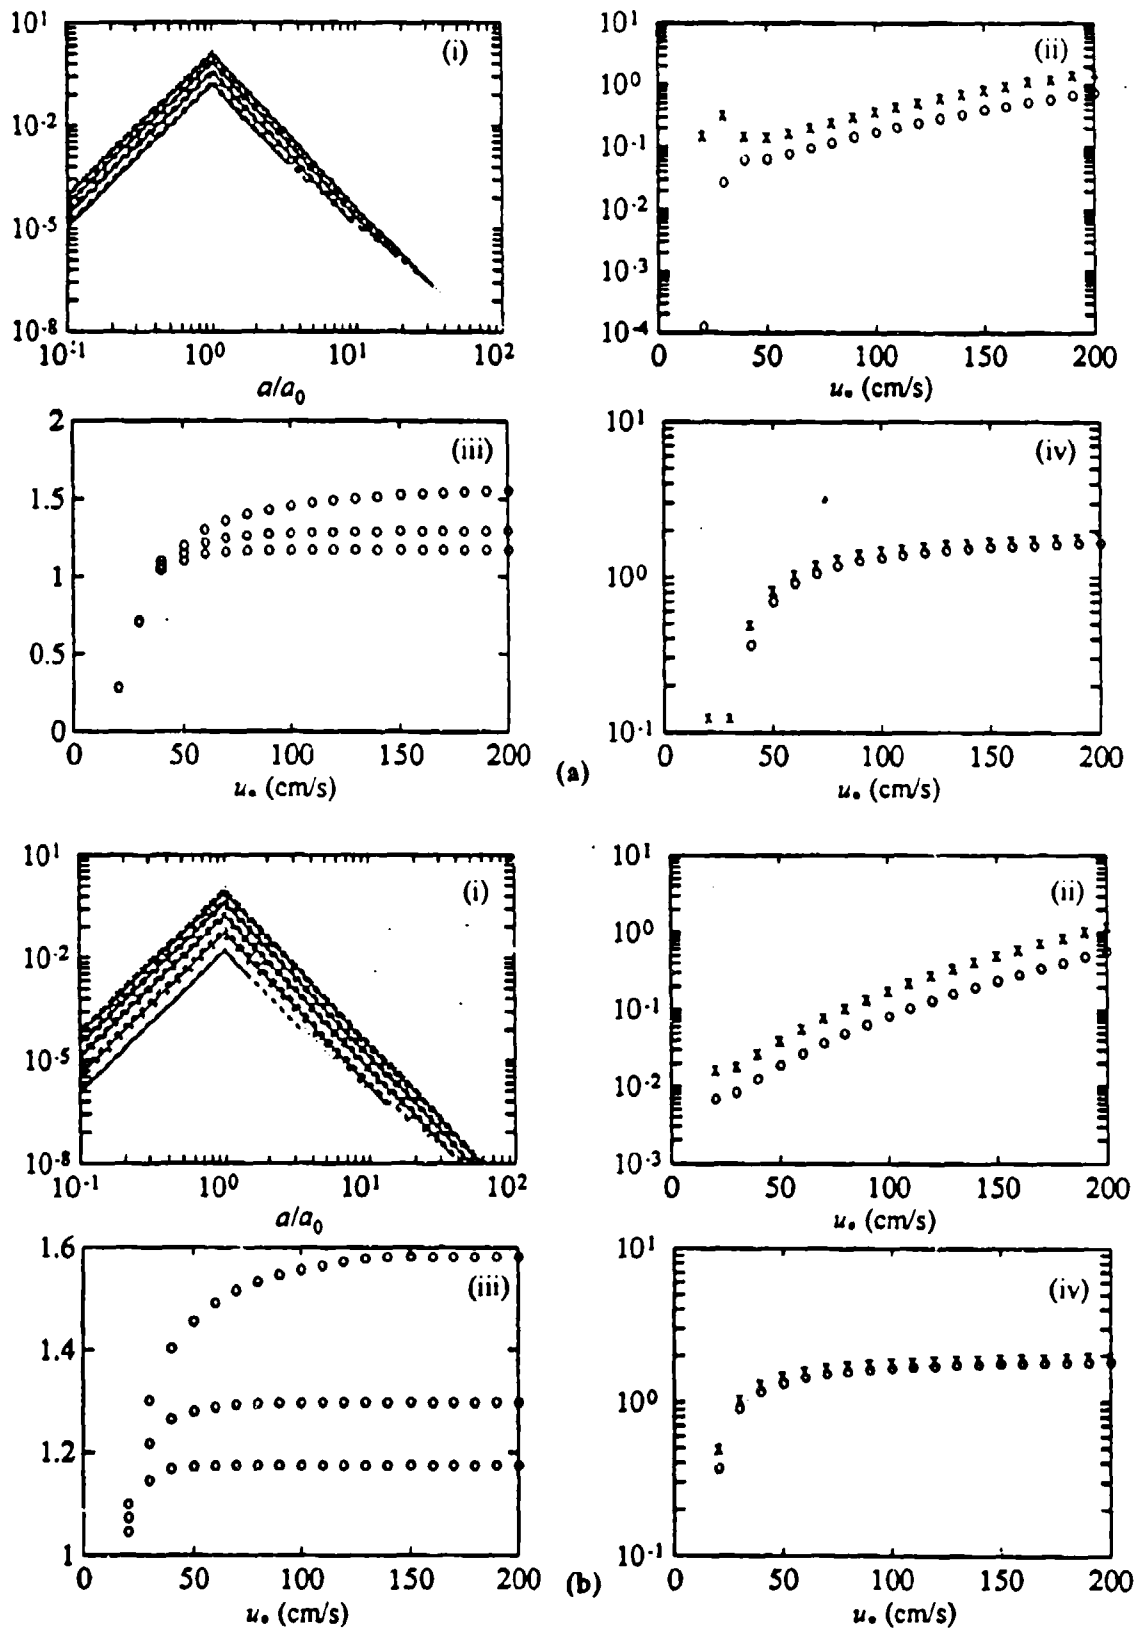 10¹
(i)
10⁻²
10⁻⁵
10⁻⁸
10⁻¹ 10⁰ 10¹ 10²
a/a₀
10¹
(ii)
10⁰
10⁻¹
10⁻²
10⁻³
10⁻⁴
0 50 100 150 200
u* (cm/s)
2
(iii)
1.5
1
0.5
0
0 50 100 150 200
u* (cm/s)
10¹
(iv)
10⁰
10⁻¹
0 50 100 150 200
u* (cm/s)
(a)
10¹
(i)
10⁻²
10⁻⁵
10⁻⁸
10⁻¹ 10⁰ 10¹ 10²
a/a₀
10¹
(ii)
10⁰
10⁻¹
10⁻²
10⁻³
0 50 100 150 200
u* (cm/s)
1.6
(iii)
1.4
1.2
1
0 50 100 150 200
u* (cm/s)
10¹
(iv)
10⁰
10⁻¹
0 50 100 150 200
u* (cm/s)
(b)